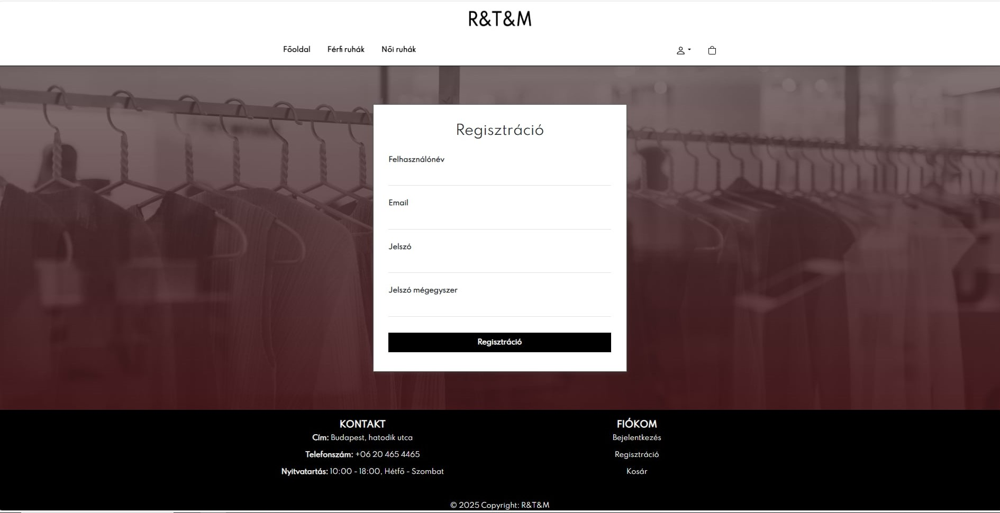 R&T&M
Főoldal Férfi ruhák Női ruhák
Regisztráció
Felhasználónév
Email
Jelszó
Jelszó mégegyszer
Regisztráció
KONTAKT
Cím: Budapest, hatodik utca
Telefonszám: +06 20 465 4465
Nyitvatartás: 10:00 - 18:00, Hétfő - Szombat
FIÓKOM
Bejelentkezés
Regisztráció
Kosár
© 2025 Copyright: R&T&M